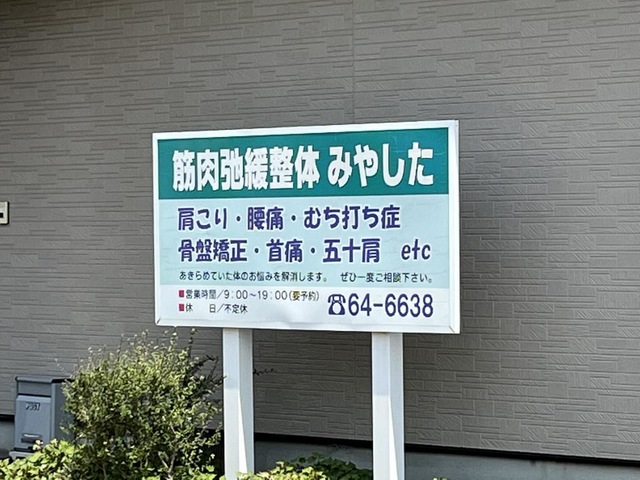 筋肉弛緩整体 みやした
肩こり・腰痛・むち打ち症
骨盤矯正・首痛・五十肩 etc
あきらめていた体のお悩みを解消します。 ぜひ一度ご相談下さい。
■営業時間/9:00〜19:00(要予約)
■休 日/不定休
☎64-6638